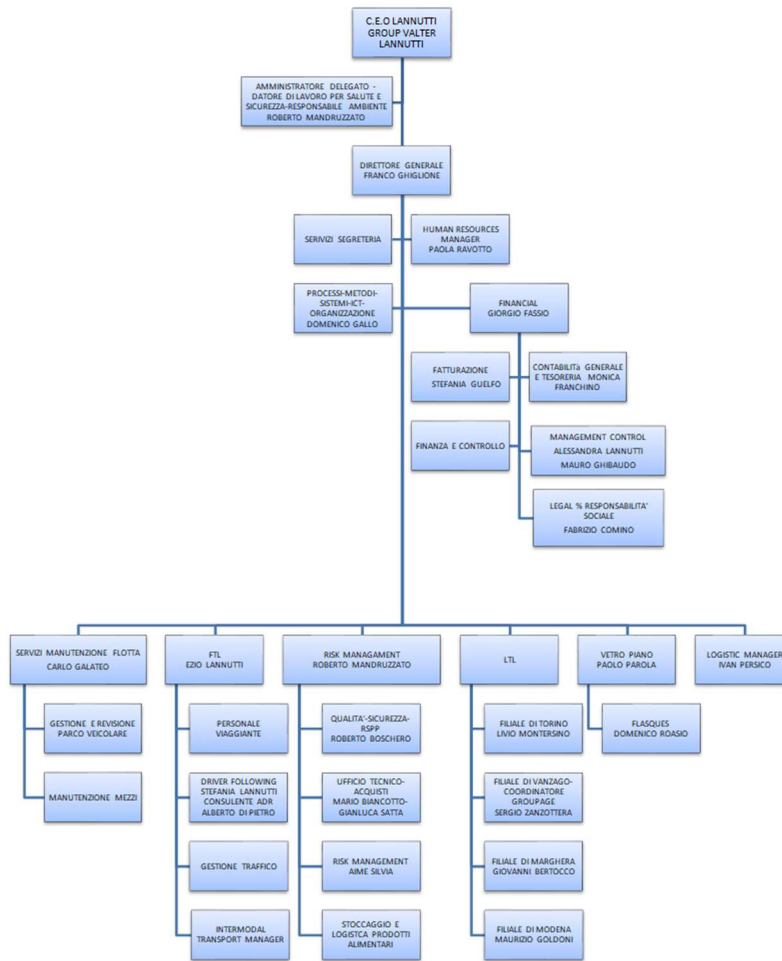 C.E.O LANNUTTI
GROUP VALTER
LANNUTTI
AMMINISTRATORE DELEGATO -
DATORE DI LAVORO PER SALUTE E
SICUREZZA-RESPONSABILE AMBIENTE
ROBERTO MANDRUZZATO
DIRETTORE GENERALE
FRANCO GHIGLIONE
SERIVIZI SEGRETERIA
HUMAN RESOURCES
MANAGER
PAOLA RAVOTTO
PROCESSI-METODI-
SISTEMI-ICT-
ORGANIZZAZIONE
DOMENICO GALLO
FINANCIAL
GIORGIO FASSIO
FATTURAZIONE
STEFANIA GUELFO
CONTABILITà GENERALE
E TESORERIA MONICA
FRANCHINO
FINANZA E CONTROLLO
MANAGEMENT CONTROL
ALESSANDRA LANNUTTI
MAURO GHIBAUDO
LEGAL % RESPONSABILITA'
SOCIALE
FABRIZIO COMINO
SERVIZI MANUTENZIONE FLOTTA
CARLO GALATEO
GESTIONE E REVISIONE
PARCO VEICOLARE
MANUTENZIONE MEZZI
FTL
EZIO LANNUTTI
PERSONALE
VIAGGIANTE
DRIVER FOLLOWING
STEFANIA LANNUTTI
CONSULENTE ADR
ALBERTO DI PIETRO
GESTIONE TRAFFICO
INTERMODAL
TRANSPORT MANAGER
RISK MANAGAMENT
ROBERTO MANDRUZZATO
QUALITA'-SICUREZZA-
RSPP
ROBERTO BOSCHERO
UFFICIO TECNICO-
ACQUISTI
MARIO BIANCOTTO-
GIANLUCA SATTA
RISK MANAGEMENT
AIME SILVIA
STOCCAGGIO E
LOGISTCA PRODOTTI
ALIMENTARI
LTL
FILIALE DI TORINO
LIVIO MONTERSINO
FILIALE DI VANZAGO-
COORDINATORE
GROUPAGE
SERGIO ZANZOTTERA
FILIALE DI MARGHERA
GIOVANNI BERTOCCO
FILIALE DI MODENA
MAURIZIO GOLDONI
VETRO PIANO
PAOLO PAROLA
FLASQUES
DOMENICO ROASIO
LOGISTIC MANAGER
IVAN PERSICO